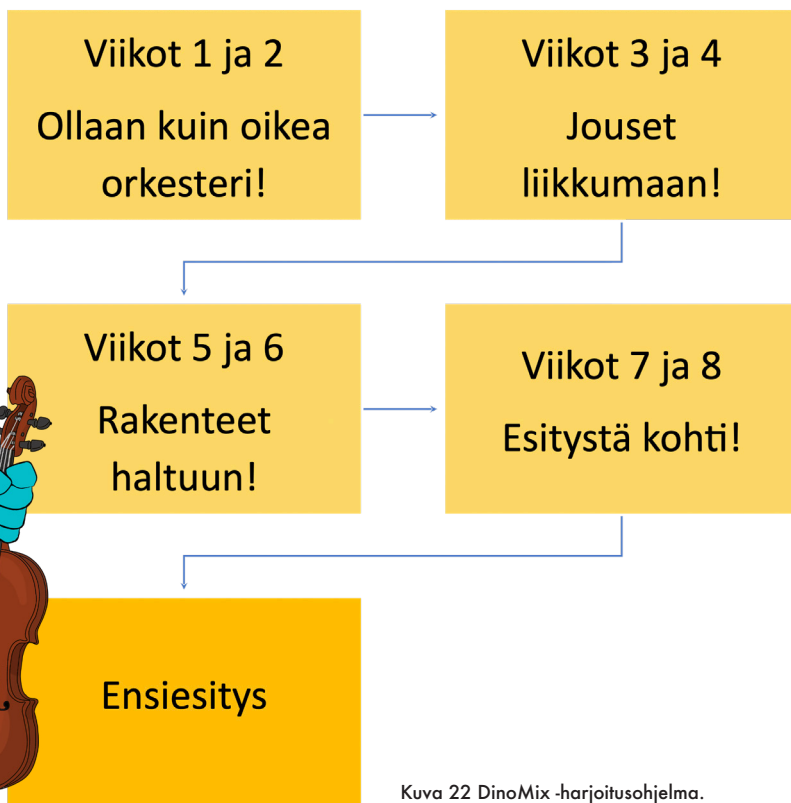 Viikot 1 ja 2
Ollaan kuin oikea
orkesteri!
Viikot 3 ja 4
Jouset
liikkumaan!
Viikot 5 ja 6
Rakenteet
haltuun!
Viikot 7 ja 8
Esitystä kohti!
Ensiesitys
Kuva 22 DinoMix -harjoitusohjelma.